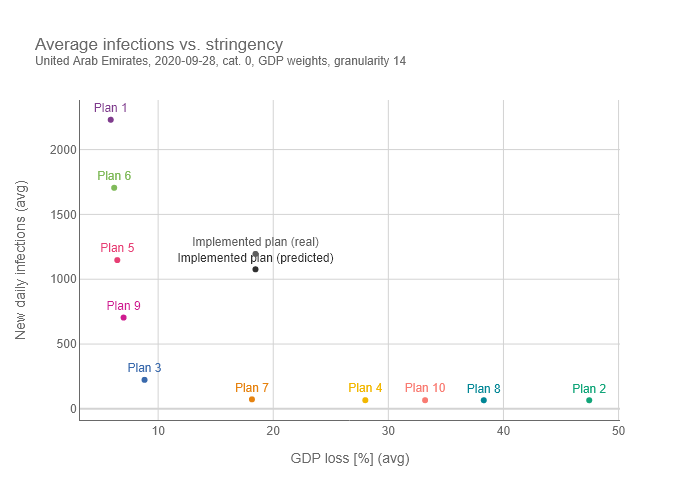 Average infections vs. stringency
United Arab Emirates, 2020-09-28, cat. 0, GDP weights, granularity 14
Plan 1
2000
Plan 6
1500
Implemented plan (real)
Plan 5
Implemented plan (predicted)
1000
Plan 9
500
Plan 3
Plan 7
Plan 4
Plan 10
Plan 8
Plan 2
0
10
20
30
40
50
New daily infections (avg)
GDP loss [%] (avg)